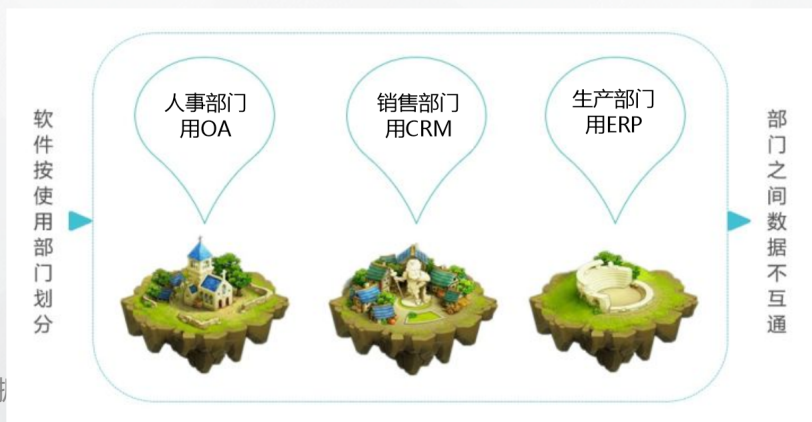 软件按使用部门划分
人事部门
用OA
销售部门
用CRM
生产部门
用ERP
部门之间数据不互通